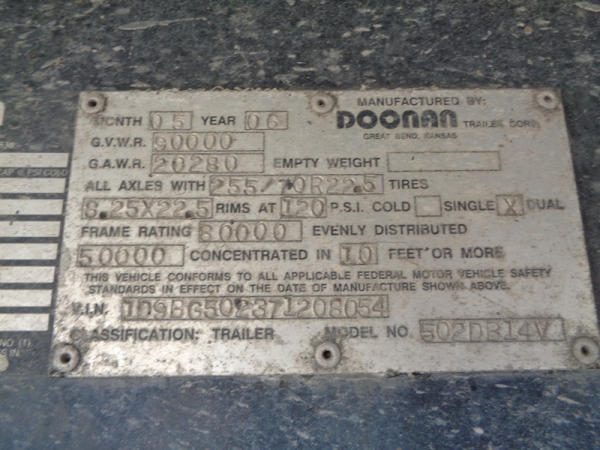 MANUFACTURED BY:
MONTH 05 YEAR 06 DOONAN TRAILER CORP.
GREAT BEND, KANSAS
G.V.W.R. 90000
G.A.W.R. 20280 EMPTY WEIGHT
ALL AXLES WITH 255/70R22.5 TIRES
8.25X22.5 RIMS AT 120 P.S.I. COLD SINGLE X DUAL
FRAME RATING 80000 EVENLY DISTRIBUTED
50000 CONCENTRATED IN 10 FEET OR MORE
THIS VEHICLE CONFORMS TO ALL APPLICABLE FEDERAL MOTOR VEHICLE SAFETY
STANDARDS IN EFFECT ON THE DATE OF MANUFACTURE SHOWN ABOVE.
V.I.N. 1D9BG502371208054
CLASSIFICATION: TRAILER MODEL NO.